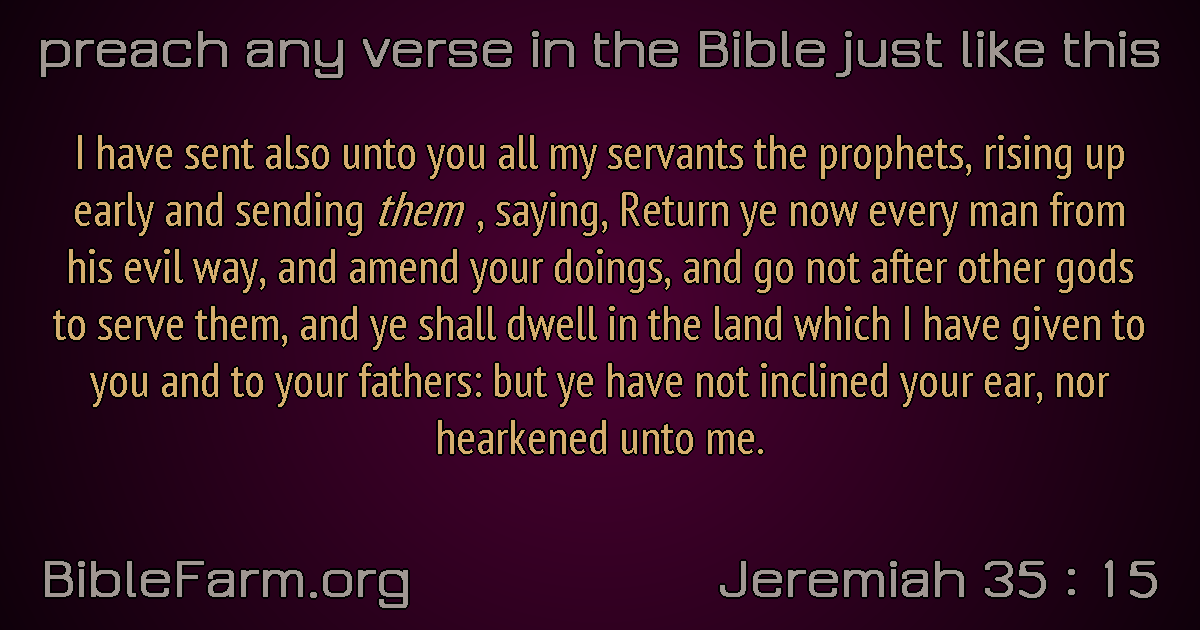 preach any verse in the Bible just like this
I have sent also unto you all my servants the prophets, rising up
early and sending them , saying, Return ye now every man from
his evil way, and amend your doings, and go not after other gods
to serve them, and ye shall dwell in the land which I have given to
you and to your fathers: but ye have not inclined your ear, nor
hearkened unto me.
BibleFarm.org
Jeremiah 35 : 15